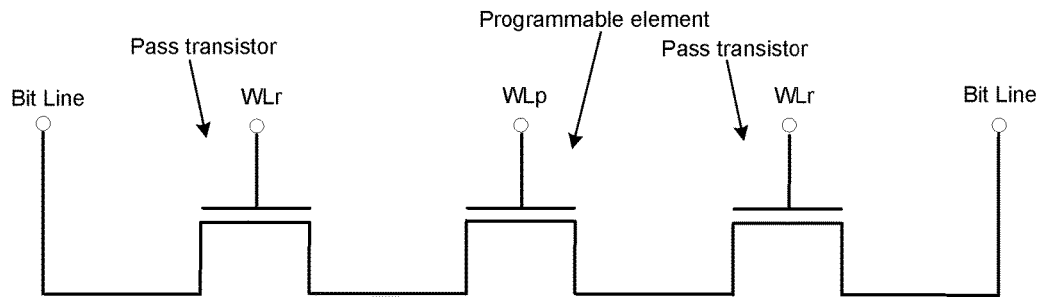 Programmable element
Pass transistor
Pass transistor
Bit Line
WLr
WLp
WLr
Bit Line